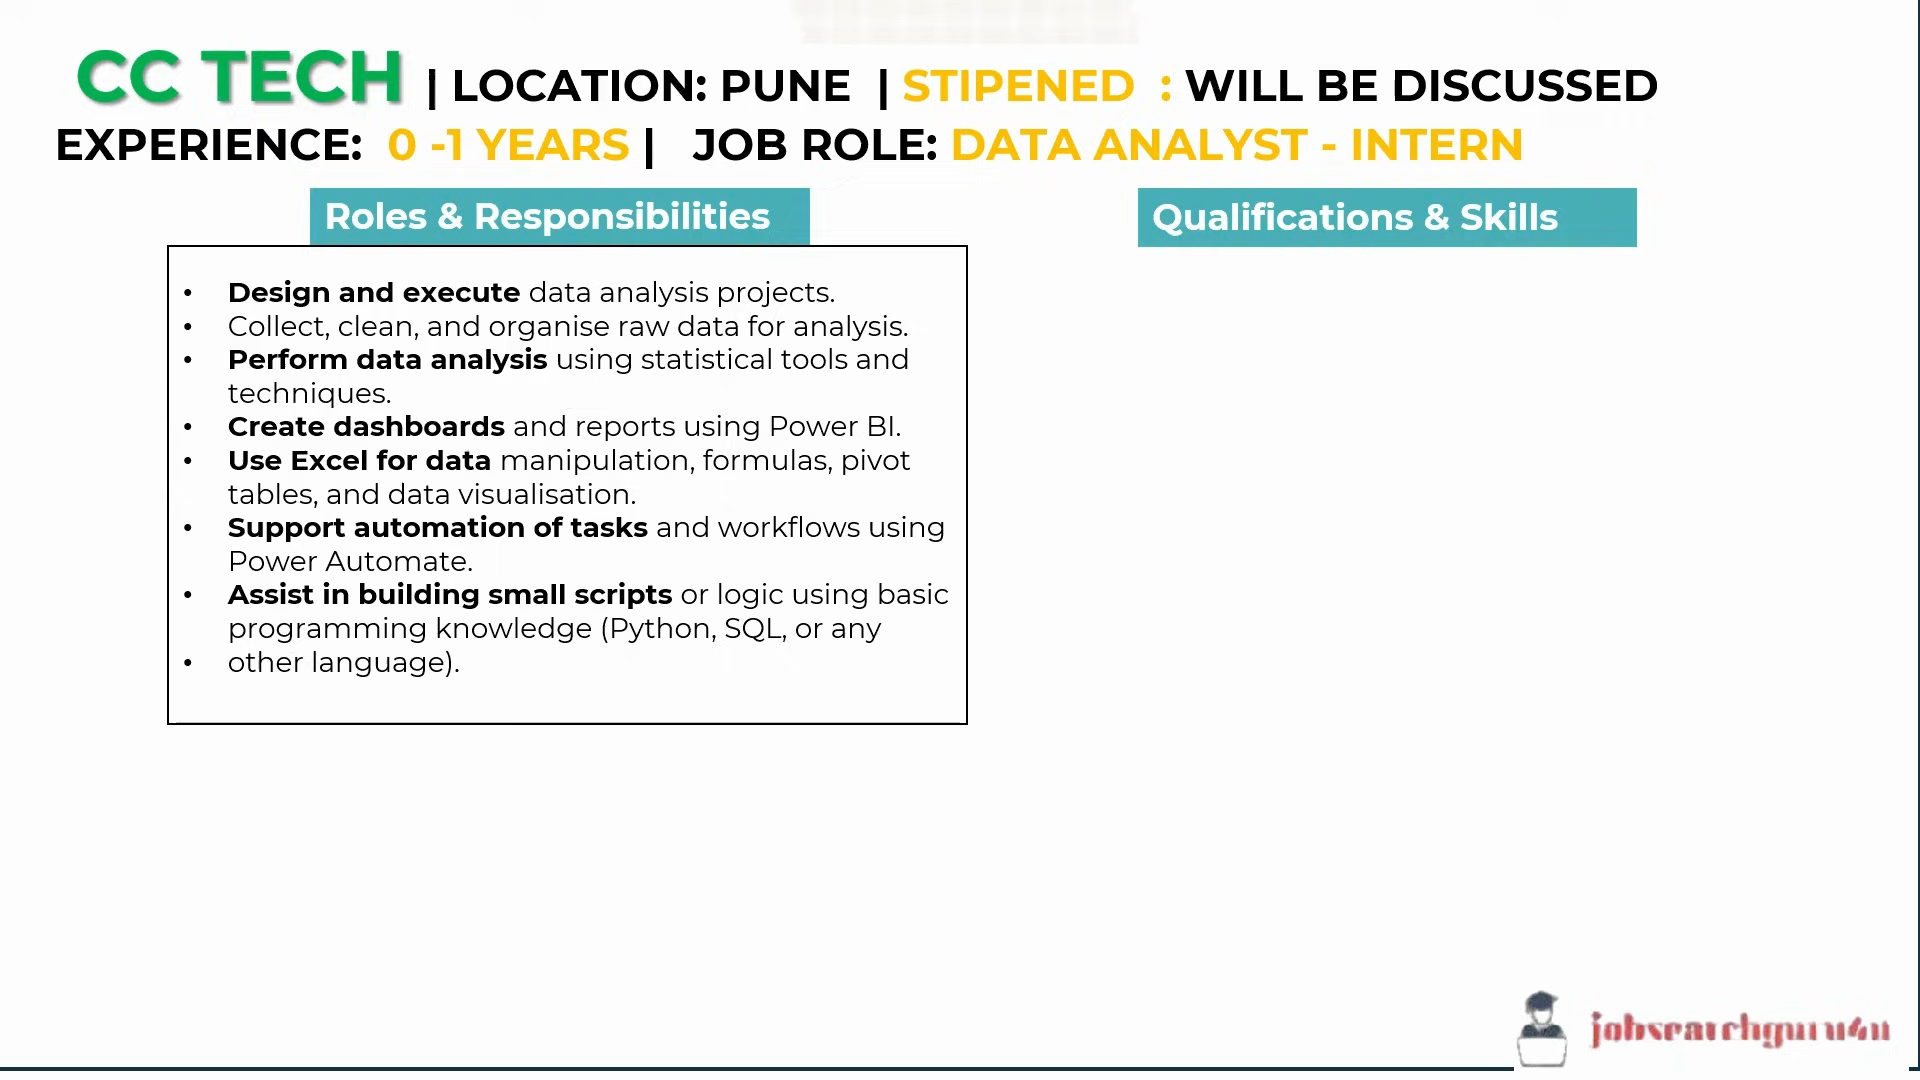 CC TECH | LOCATION: PUNE | STIPENED : WILL BE DISCUSSED
EXPERIENCE: 0 -1 YEARS | JOB ROLE: DATA ANALYST - INTERN
Roles & Responsibilities
• Design and execute data analysis projects.
• Collect, clean, and organise raw data for analysis.
• Perform data analysis using statistical tools and
techniques.
• Create dashboards and reports using Power BI.
• Use Excel for data manipulation, formulas, pivot
tables, and data visualisation.
• Support automation of tasks and workflows using
Power Automate.
• Assist in building small scripts or logic using basic
programming knowledge (Python, SQL, or any
• other language).
Qualifications & Skills
jobsearchguru4u